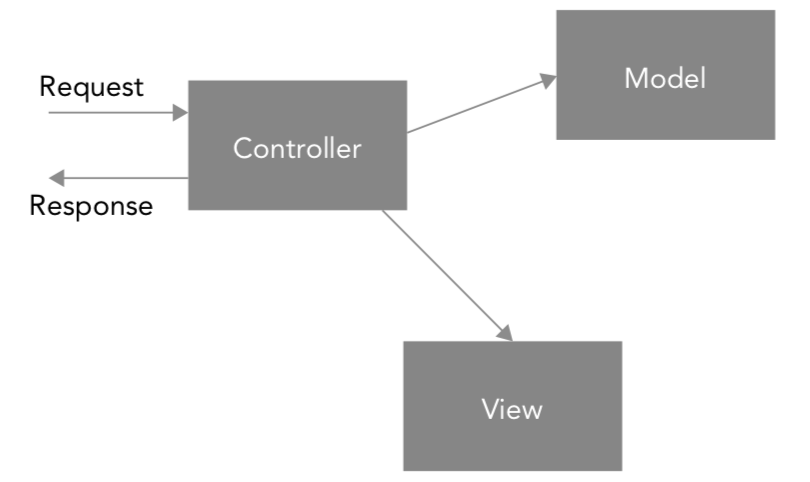 Request
Response
Controller
Model
View